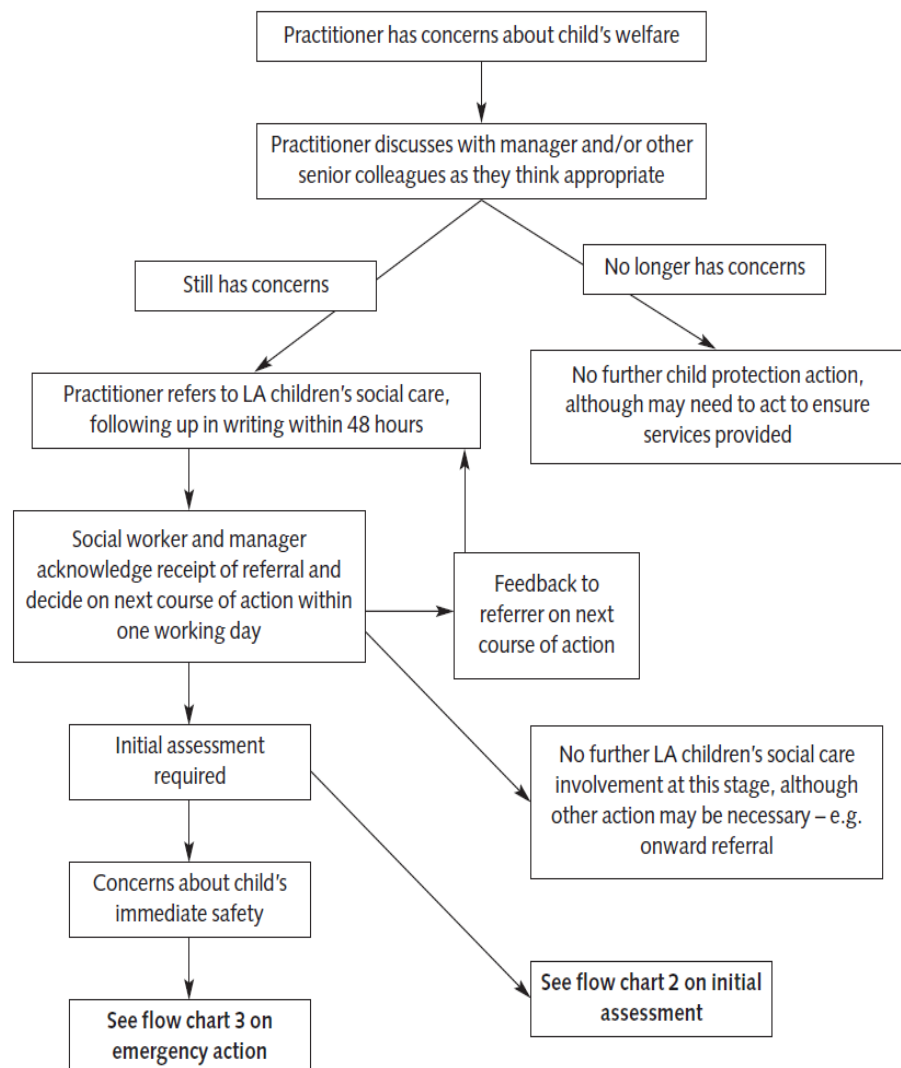 Practitioner has concerns about child’s welfare
Practitioner discusses with manager and/or other
senior colleagues as they think appropriate
Still has concerns
No longer has concerns
Practitioner refers to LA children’s social care,
following up in writing within 48 hours
No further child protection action,
although may need to act to ensure
services provided
Social worker and manager
acknowledge receipt of referral and
decide on next course of action within
one working day
Feedback to
referrer on next
course of action
Initial assessment
required
No further LA children’s social care
involvement at this stage, although
other action may be necessary – e.g.
onward referral
Concerns about child’s
immediate safety
See flow chart 2 on initial
assessment
See flow chart 3 on
emergency action